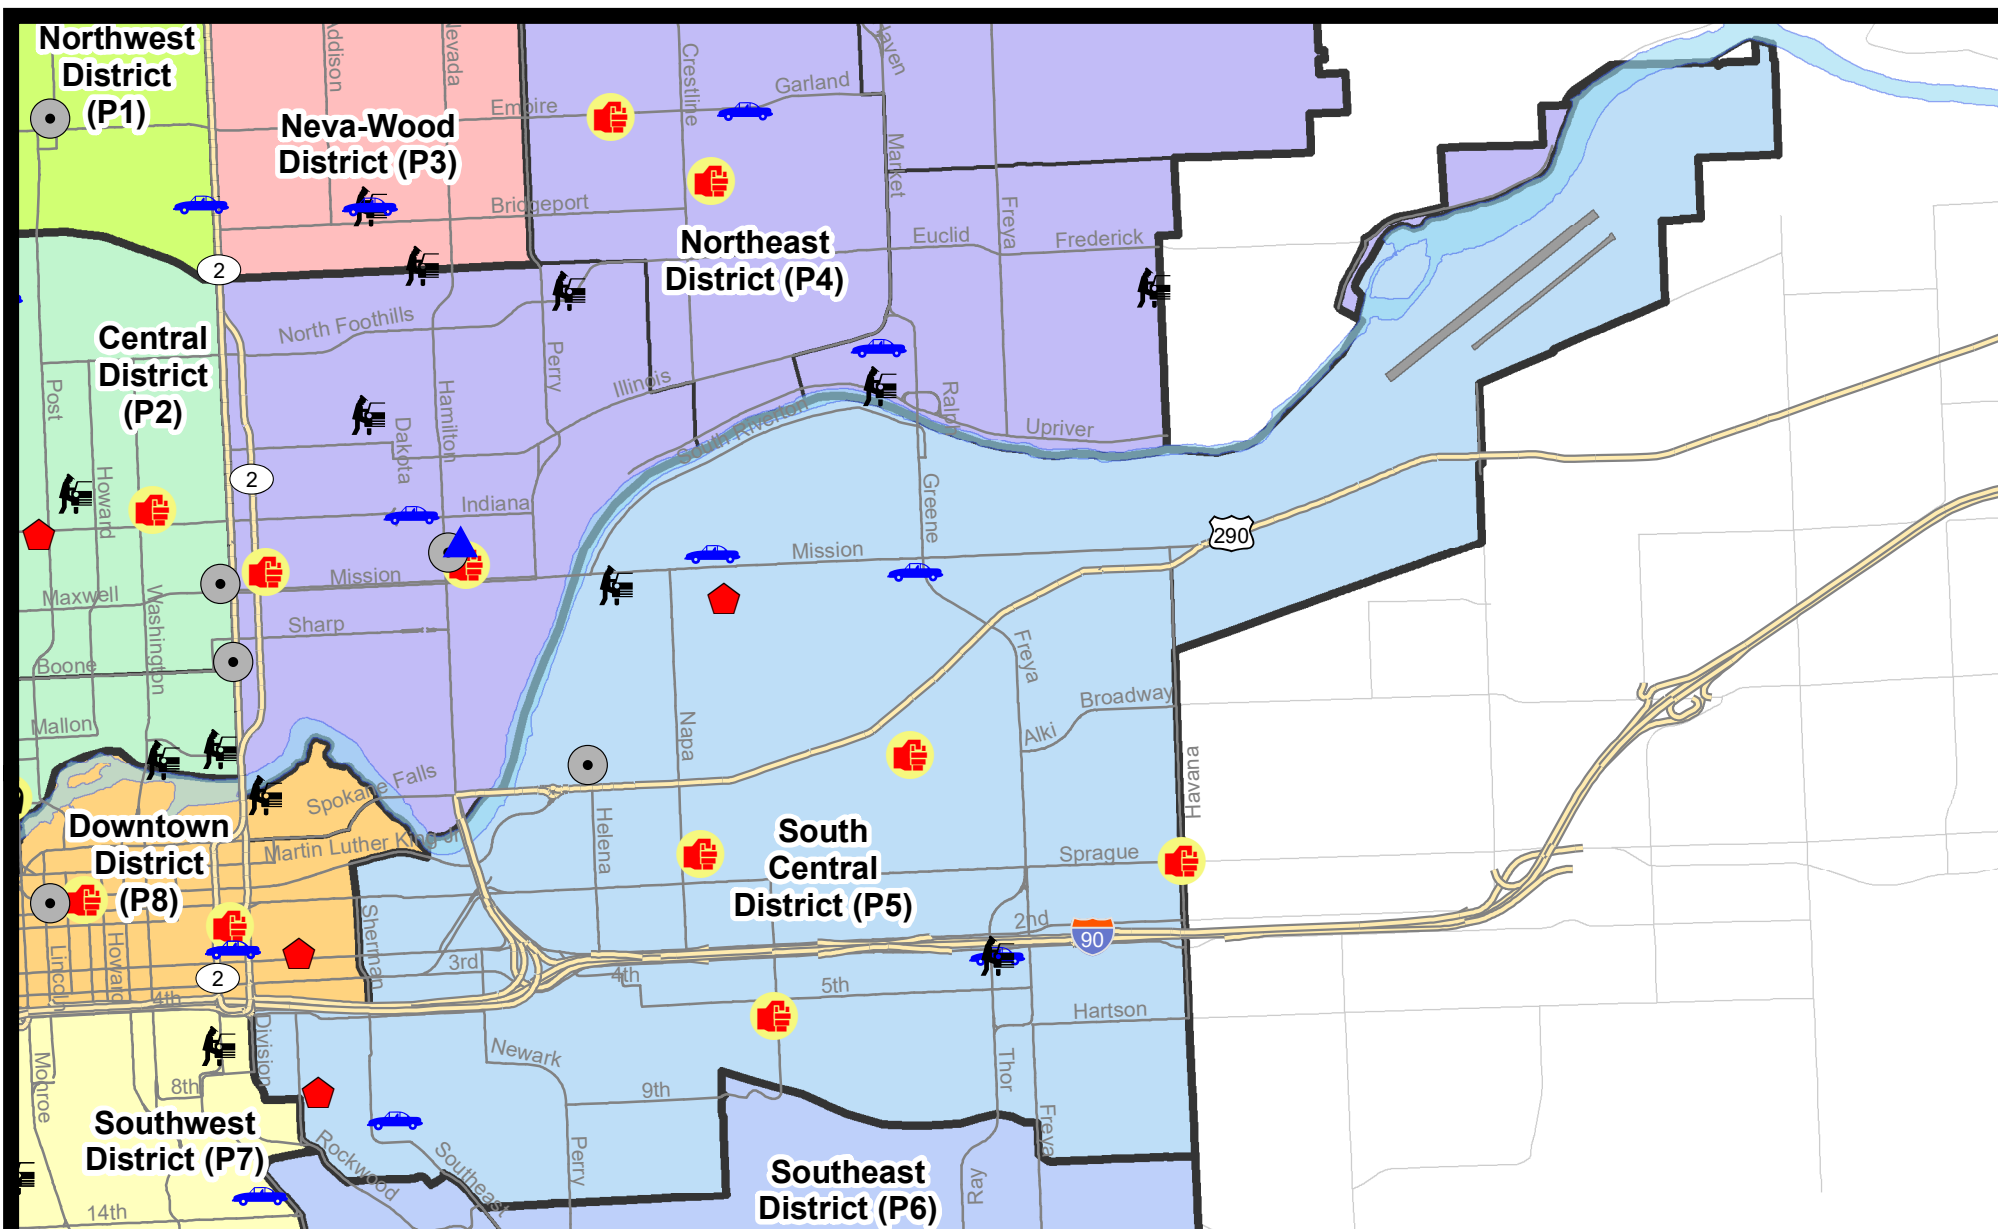 Northwest
District
(P1)
Addison
Nevada
Crestline
Haven
Garland
Empire
Neva-Wood
District (P3)
Market
Bridgeport
Freya
Northeast
District (P4)
Euclid
Frederick
2
North Foothills
Central
District
(P2)
Perry
Illinois
Post
Hamilton
Dakota
Ralph
South Riverton
Upriver
Howard
2
Indiana
Greene
290
Mission
Mission
Maxwell
Washington
Sharp
Boone
Freya
Broadway
Mallon
Napa
Alki
Havana
Spokane Falls
Helena
Downtown
District
(P8)
Martin Luther King Jr
South
Central
District (P5)
Sprague
Sherman
2nd
90
Lincoln
Howard
3rd
4th
5th
2
4th
Hartson
Division
Newark
Monroe
8th
9th
Thor
Freya
Southwest
District (P7)
Rockwood
Southeast
Perry
Southeast
District (P6)
Ray
14th